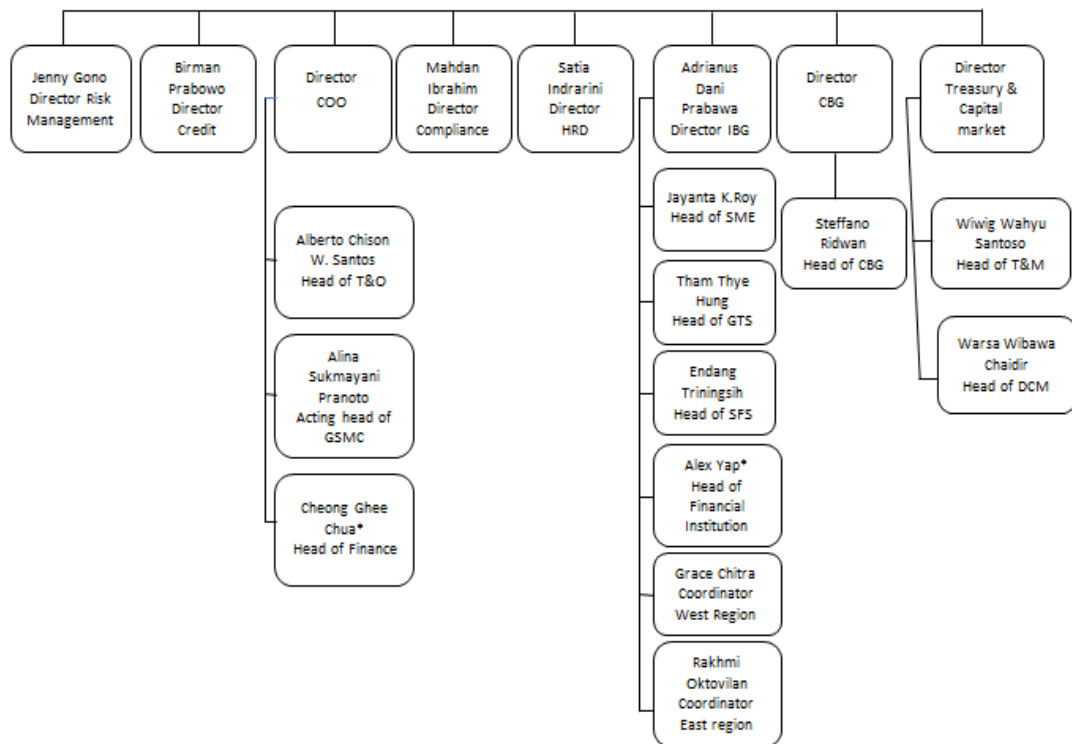 Jenny Gono
Director Risk
Management
Birman
Prabowo
Director
Credit
Director
COO
Mahdan
Ibrahim
Director
Compliance
Satia
Indrarini
Director
HRD
Adrianus
Dani
Prabawa
Director IBG
Director
CBG
Director
Treasury &
Capital
market
Alberto Chison
W. Santos
Head of T&O
Alina
Sukmayani
Pranoto
Acting head of
GSMC
Cheong Ghee
Chua*
Head of Finance
Jayanta K.Roy
Head of SME
Tham Thye
Hung
Head of GTS
Endang
Triningsih
Head of SFS
Alex Yap*
Head of
Financial
Institution
Grace Chitra
Coordinator
West Region
Rakhmi
Oktovilan
Coordinator
East region
Steffano
Ridwan
Head of CBG
Wiwig Wahyu
Santoso
Head of T&M
Warsa Wibawa
Chaidir
Head of DCM